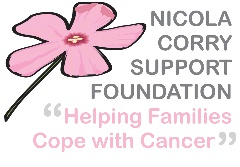 NICOLA
CORRY
SUPPORT
FOUNDATION
“Helping Families
Cope with Cancer”